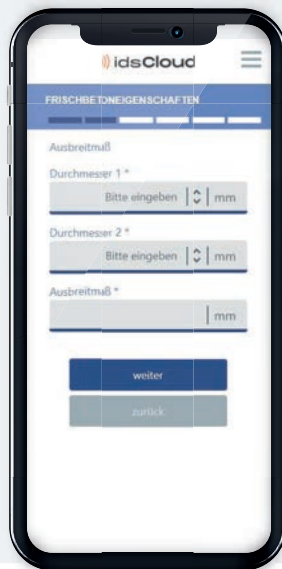 idsCloud
FRISCHBETONEIGENSCHAFTEN
Ausbreitmaß
Durchmesser 1 *
Bitte eingeben mm
Durchmesser 2 *
Bitte eingeben mm
Ausbreitmaß *
mm
weiter
zurück